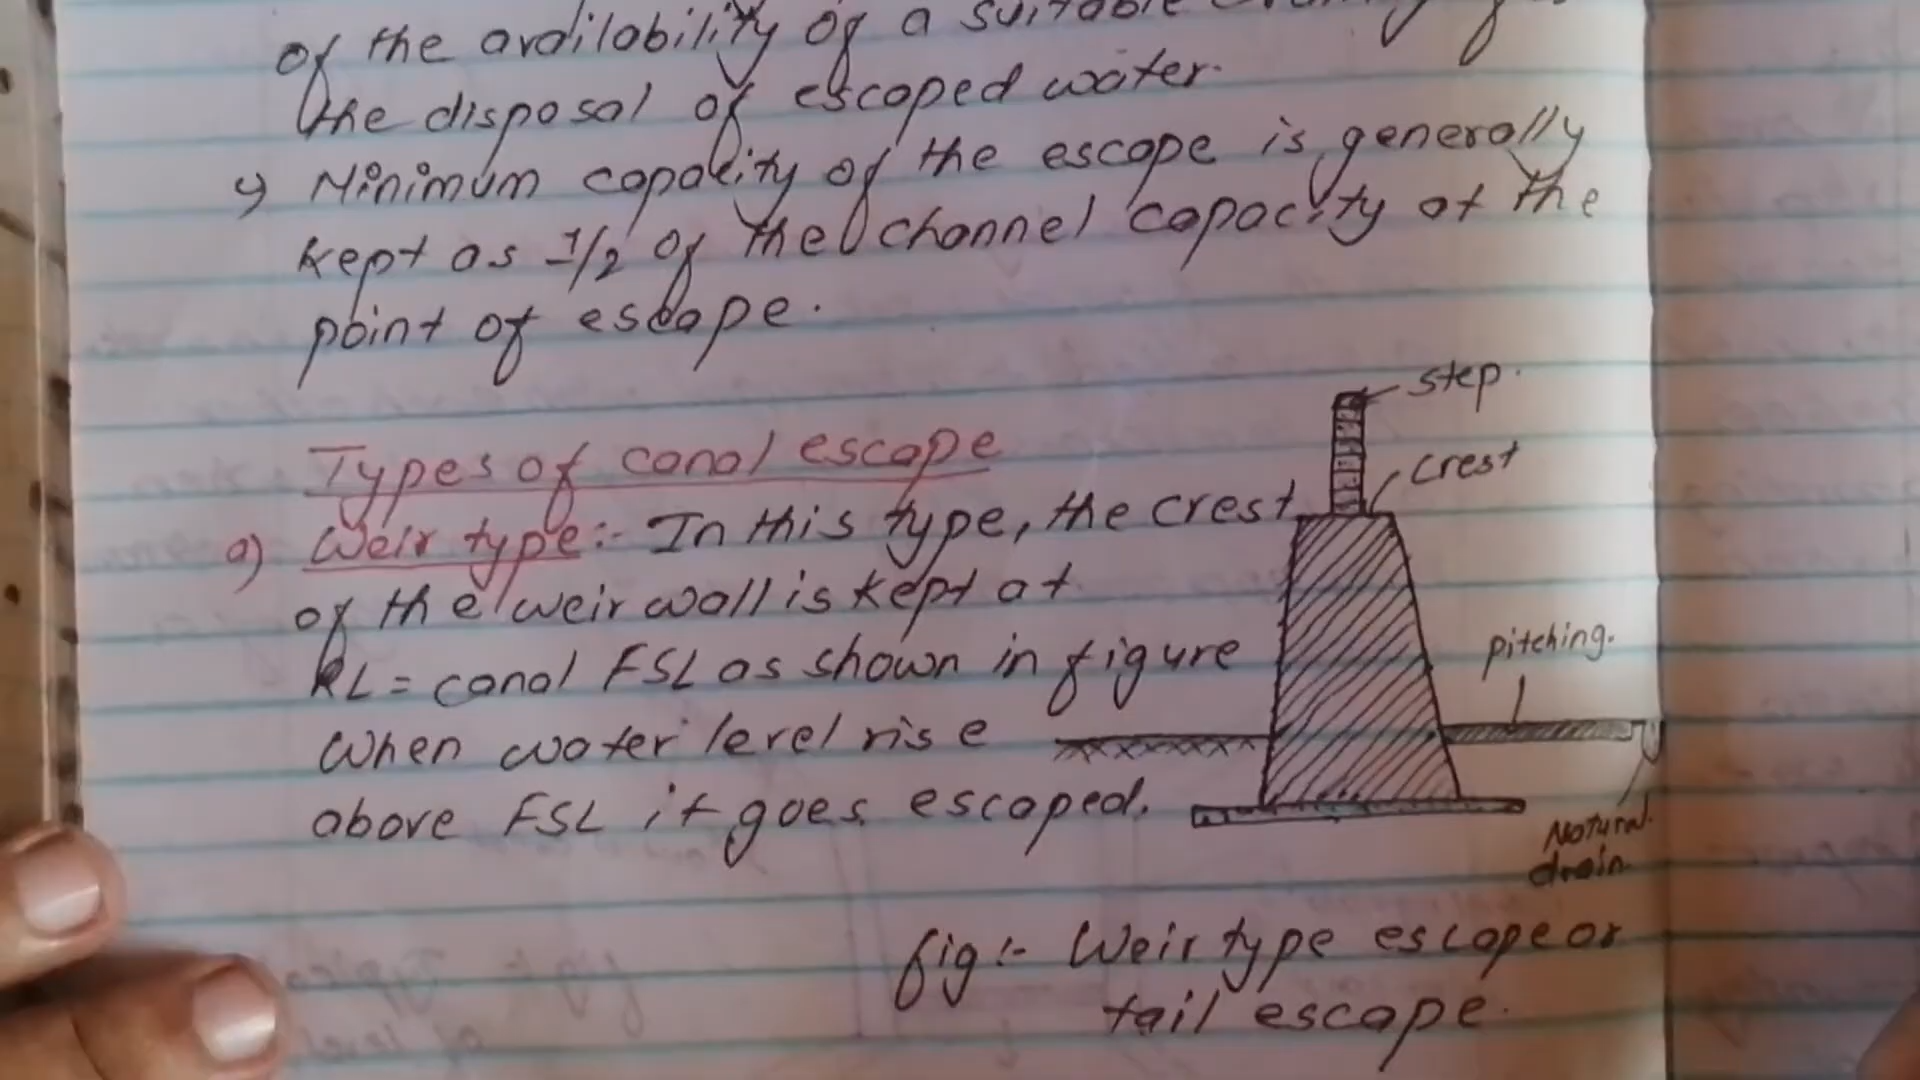 of the availability of a suitable
the disposal of escaped water.
Minimum capacity of the escape is generally
kept as 1/2 of the channel capacity at the
point of escape.
Types of canal escape
a) Weir type:- In this type, the crest
of the weir wall is kept at
RL = canal FSL as shown in figure
When water level rise
above FSL it goes escaped.
step.
crest
pitching.
Natural
drain
fig:- Weir type escape or
tail escape.